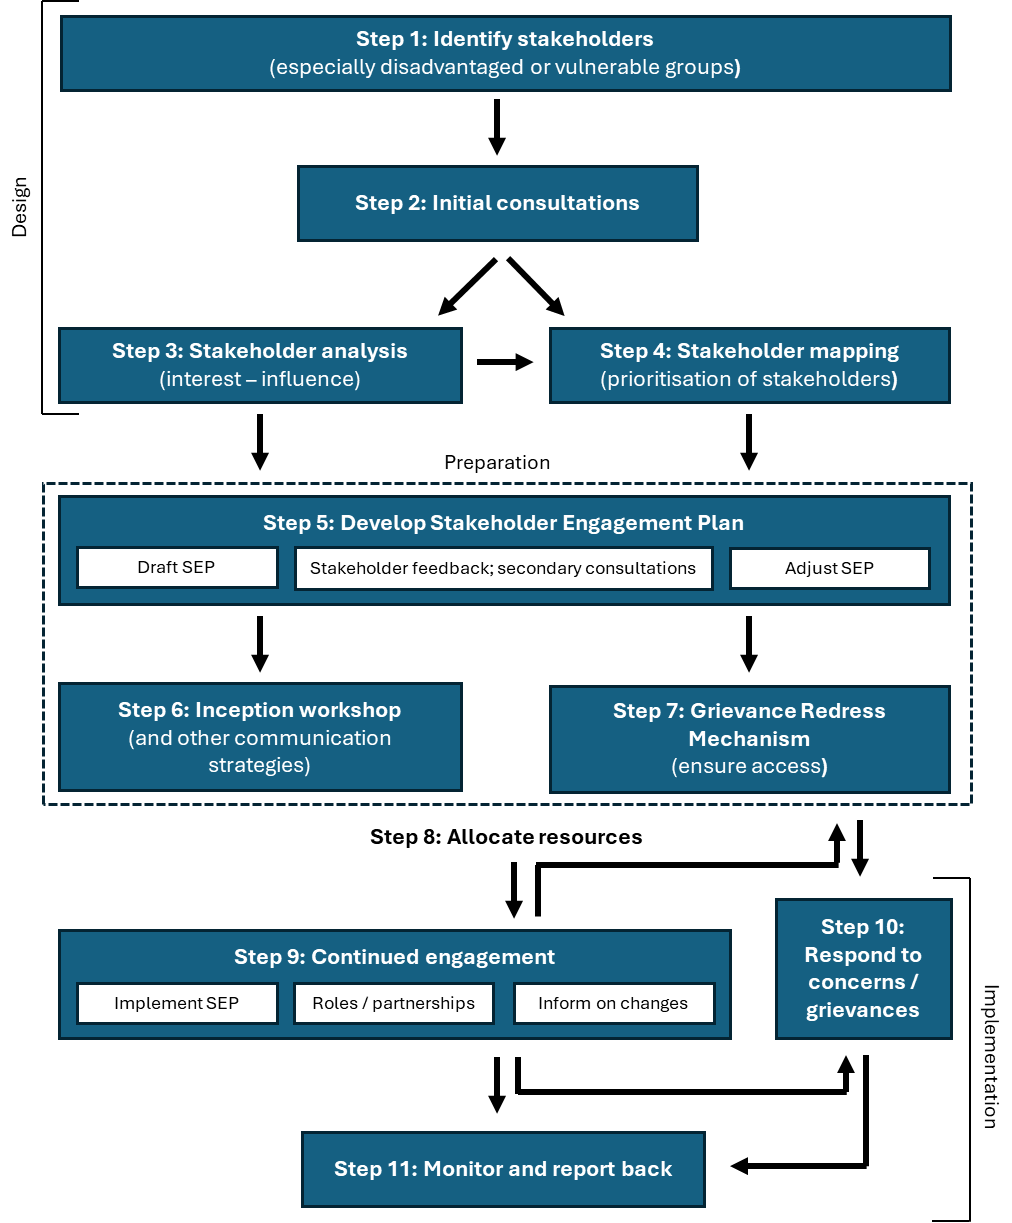 Step 1: Identify stakeholders
(especially disadvantaged or vulnerable groups)
Design
Step 2: Initial consultations
Step 3: Stakeholder analysis
(interest – influence)
Step 4: Stakeholder mapping
(prioritisation of stakeholders)
Preparation
Step 5: Develop Stakeholder Engagement Plan
Draft SEP
Stakeholder feedback; secondary consultations
Adjust SEP
Step 6: Inception workshop
(and other communication
strategies)
Step 7: Grievance Redress
Mechanism
(ensure access)
Step 8: Allocate resources
Step 9: Continued engagement
Implement SEP
Roles / partnerships
Inform on changes
Step 10:
Respond to
concerns /
grievances
Implementation
Step 11: Monitor and report back